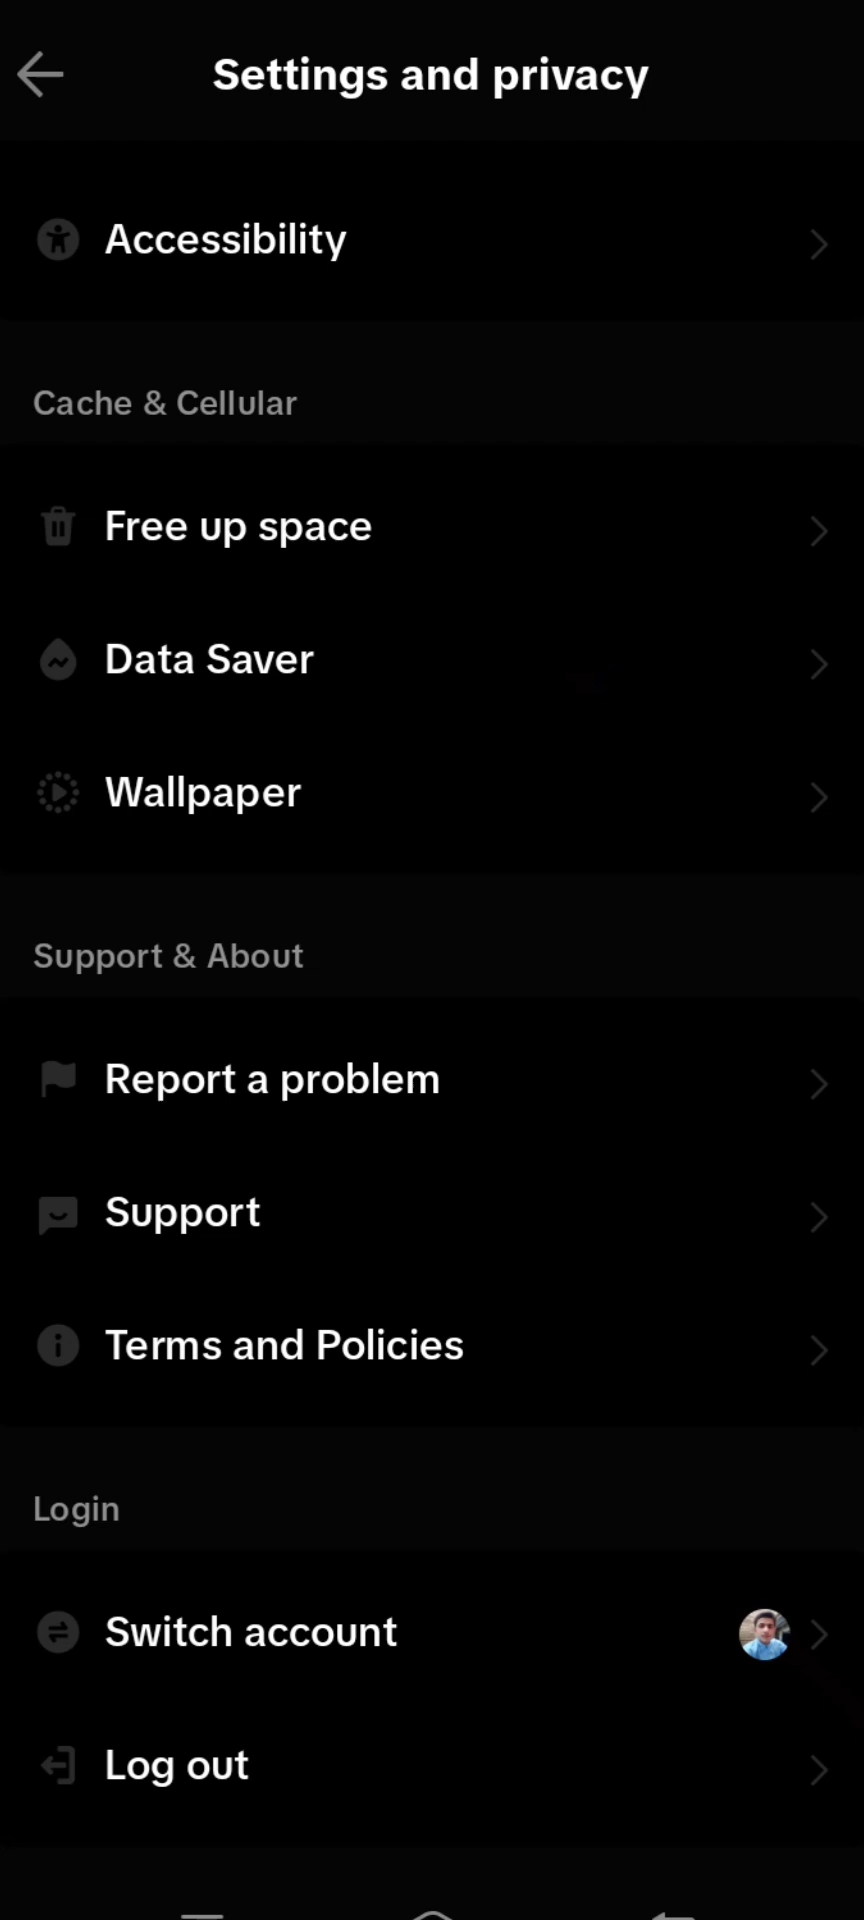 Settings and privacy
Accessibility
Cache & Cellular
Free up space
Data Saver
Wallpaper
Support & About
Report a problem
Support
Terms and Policies
Login
Switch account
Log out